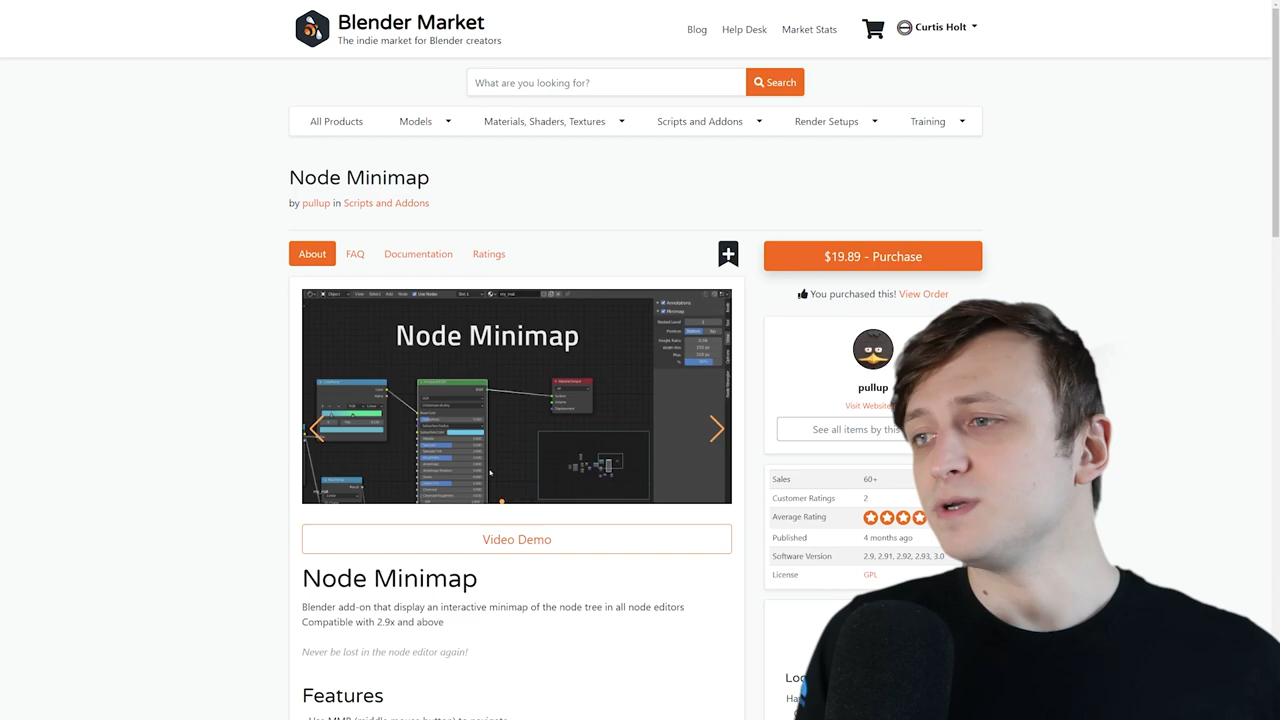 Blender Market
The indie market for Blender creators
Blog
Help Desk
Market Stats
Curtis Holt
What are you looking for?
Search
All Products
Models
Materials, Shaders, Textures
Scripts and Addons
Render Setups
Training
Node Minimap
by pullup in Scripts and Addons
About
FAQ
Documentation
Ratings
$19.89 - Purchase
You purchased this! View Order
Node Minimap
pullup
Visit Website
See all items by this
Sales 60+
Customer Ratings 2
Average Rating
Published 4 months ago
Software Version 2.9, 2.91, 2.92, 2.93, 3.0
License GPL
Video Demo
Node Minimap
Blender add-on that display an interactive minimap of the node tree in all node editors
Compatible with 2.9x and above
Never be lost in the node editor again!
Features